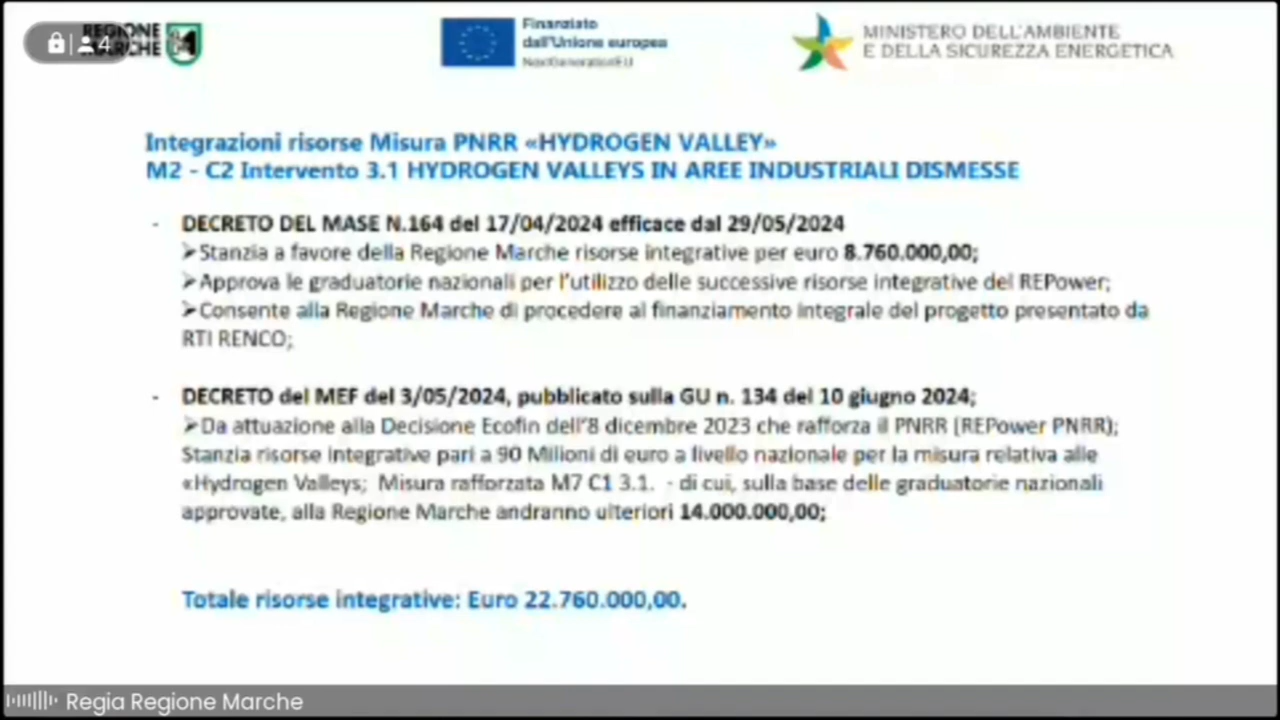 REGIONE
MARCHE
4
Finanziato
dall'Unione europea
NextGenerationEU
MINISTERO DELL'AMBIENTE
E DELLA SICUREZZA ENERGETICA
Integrazioni risorse Misura PNRR «HYDROGEN VALLEY»
M2 - C2 Intervento 3.1 HYDROGEN VALLEYS IN AREE INDUSTRIALI DISMESSE
- DECRETO DEL MASE N.164 del 17/04/2024 efficace dal 29/05/2024
➢Stanzia a favore della Regione Marche risorse integrative per euro 8.760.000,00;
➢Approva le graduatorie nazionali per l'utilizzo delle successive risorse integrative del REPower;
➢Consente alla Regione Marche di procedere al finanziamento integrale del progetto presentato da
RTI RENCO;
- DECRETO del MEF del 3/05/2024, pubblicato sulla GU n. 134 del 10 giugno 2024;
➢Da attuazione alla Decisione Ecofin dell'8 dicembre 2023 che rafforza il PNRR (REPower PNRR);
Stanzia risorse integrative pari a 90 Milioni di euro a livello nazionale per la misura relativa alle
«Hydrogen Valleys; Misura rafforzata M7 C1 3.1. - di cui, sulla base delle graduatorie nazionali
approvate, alla Regione Marche andranno ulteriori 14.000.000,00;
Totale risorse integrative: Euro 22.760.000,00.
Regia Regione Marche